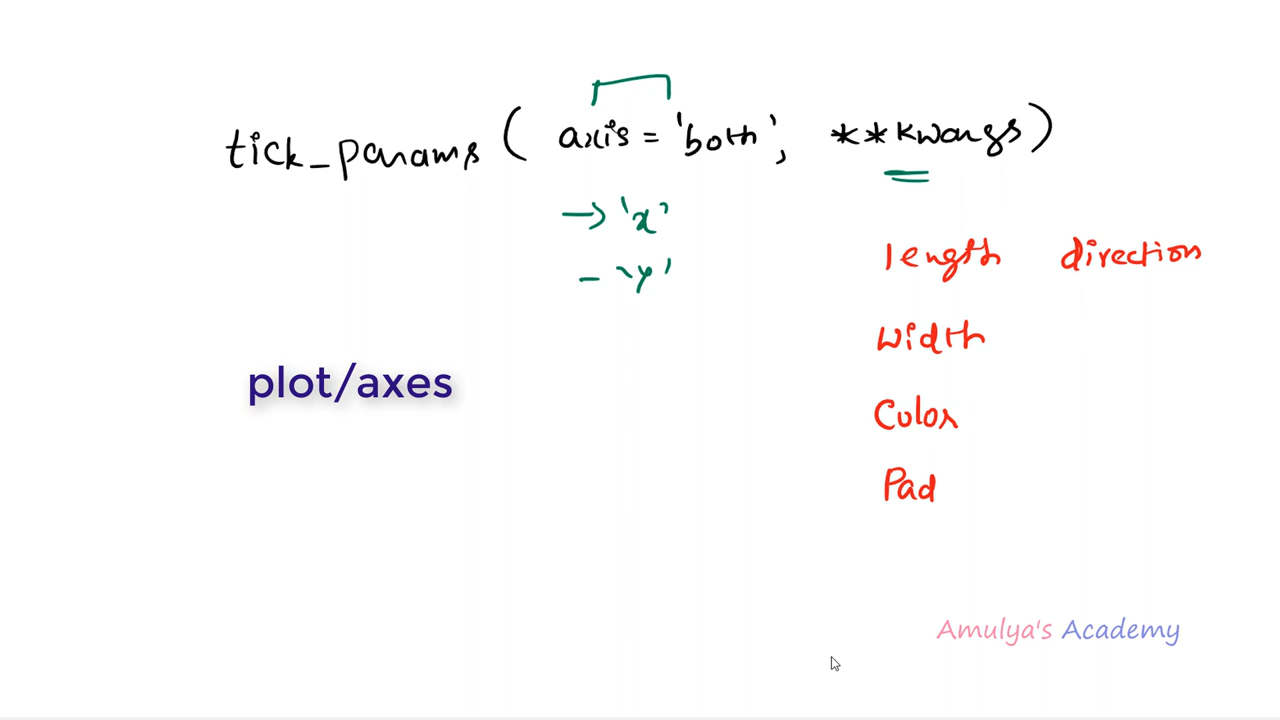 tick_params ( axis = 'both', **kwargs)
→ 'x'
- 'y'
length direction
width
Color
Pad
plot/axes
Amulya's Academy